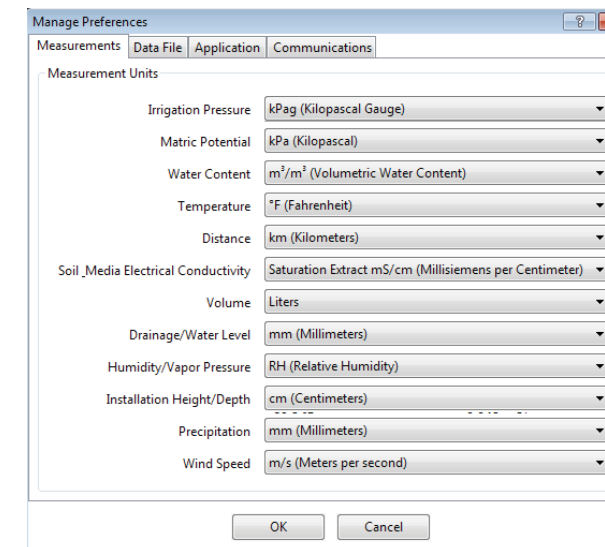 Manage Preferences
Measurements Data File Application Communications
Measurement Units
Irrigation Pressure kPag (Kilopascal Gauge)
Matric Potential kPa (Kilopascal)
Water Content m³/m³ (Volumetric Water Content)
Temperature °F (Fahrenheit)
Distance km (Kilometers)
Soil_Media Electrical Conductivity Saturation Extract mS/cm (Millisiemens per Centimeter)
Volume Liters
Drainage/Water Level mm (Millimeters)
Humidity/Vapor Pressure RH (Relative Humidity)
Installation Height/Depth cm (Centimeters)
Precipitation mm (Millimeters)
Wind Speed m/s (Meters per second)
OK Cancel